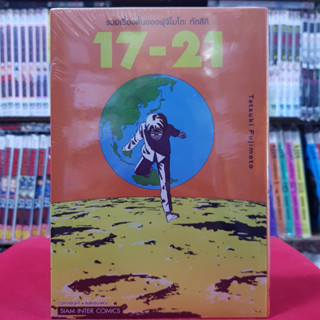 รวมเรื่องสั้นของฟูจิโมโตะ ทัตสึกิ
17-21
Tatsuki Fujimoto
SIAM INTER COMICS